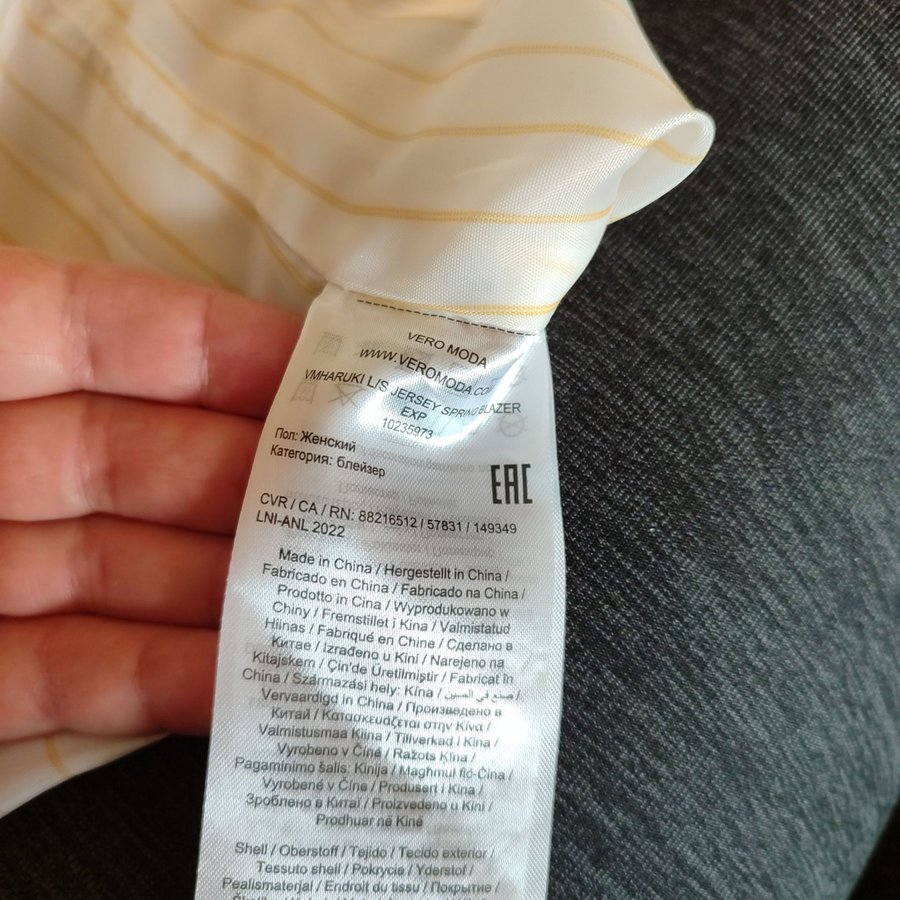 VERO MODA
WWW.VEROMODA.CO
VMHARUKI L/S JERSEY SPRING BLAZER
EXP
10235973
Пол: Женский
Категория: блейзер
EAC
CVR / CA / RN: 88216512 / 57831 / 149349
LNI-ANL 2022
Made in China / Hergestellt in China /
Fabricado en China / Fabricado na China /
Prodotto in Cina / Wyprodukowano w
Chiny / Fremstillet i Kina / Valmistatud
Hiinas / Fabriqué en Chine / Сделано в
Китае / Izrađeno u Kini / Narejeno na
Kitajskem / Çin'de Üretilmiştir / Fabricat în
China / Származási hely: Kína / صنع في الصين /
Vervaardigd in China / Произведено в
Китай / Κατασκευάζεται στην Κίνα /
Valmistusmaa Kiina / Tillverkad i Kina /
Vyrobeno v Číně / Ražots Ķīna /
Pagaminimo šalis: Kinija / Magħmul fiċ-Ċina /
Vyrobené v Číne / Produsert i Kina /
Зроблено в Китаї / Proizvedeno u Kini /
Prodhuar në Kinë
Shell / Oberstoff / Tejido / Tecido exterior /
Tessuto shell / Pokrycie / Yderstof /
Pealismaterjal / Endroit du tissu / Покрытие /